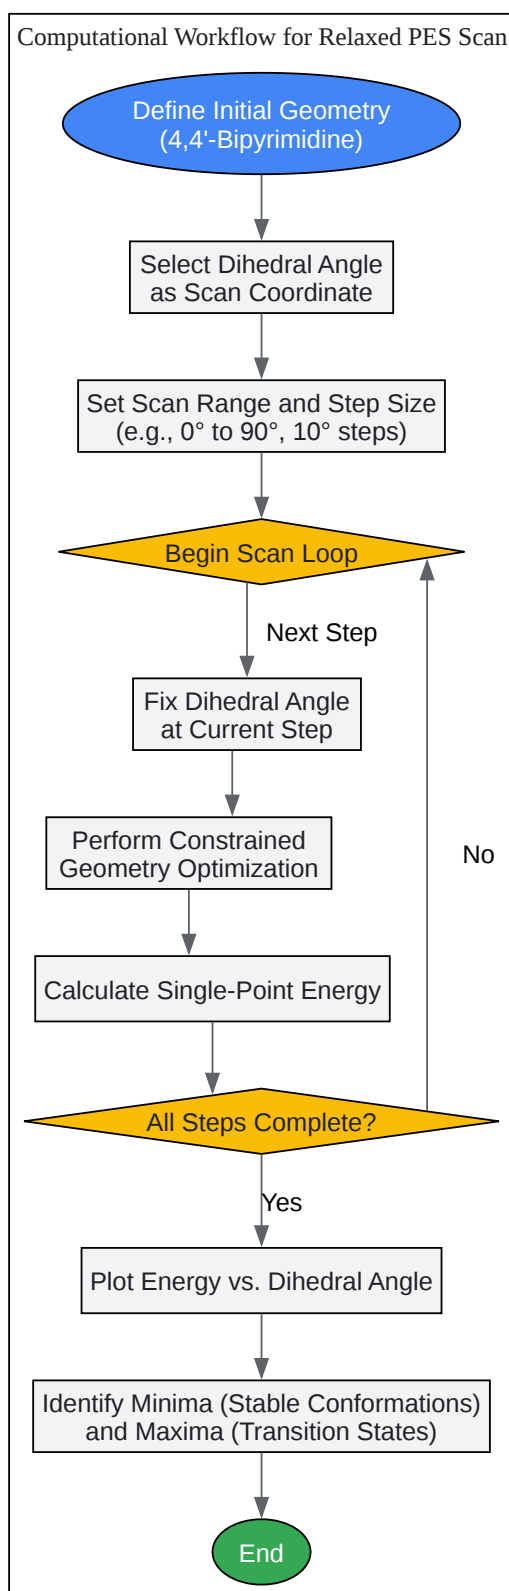 Computational Workflow for Relaxed PES Scan
Define Initial Geometry
(4,4'-Bipyrimidine)
Select Dihedral Angle
as Scan Coordinate
Set Scan Range and Step Size
(e.g., 0° to 90°, 10° steps)
Begin Scan Loop
Next Step
Fix Dihedral Angle
at Current Step
Perform Constrained
Geometry Optimization
No
Calculate Single-Point Energy
All Steps Complete?
Yes
Plot Energy vs. Dihedral Angle
Identify Minima (Stable Conformations)
and Maxima (Transition States)
End